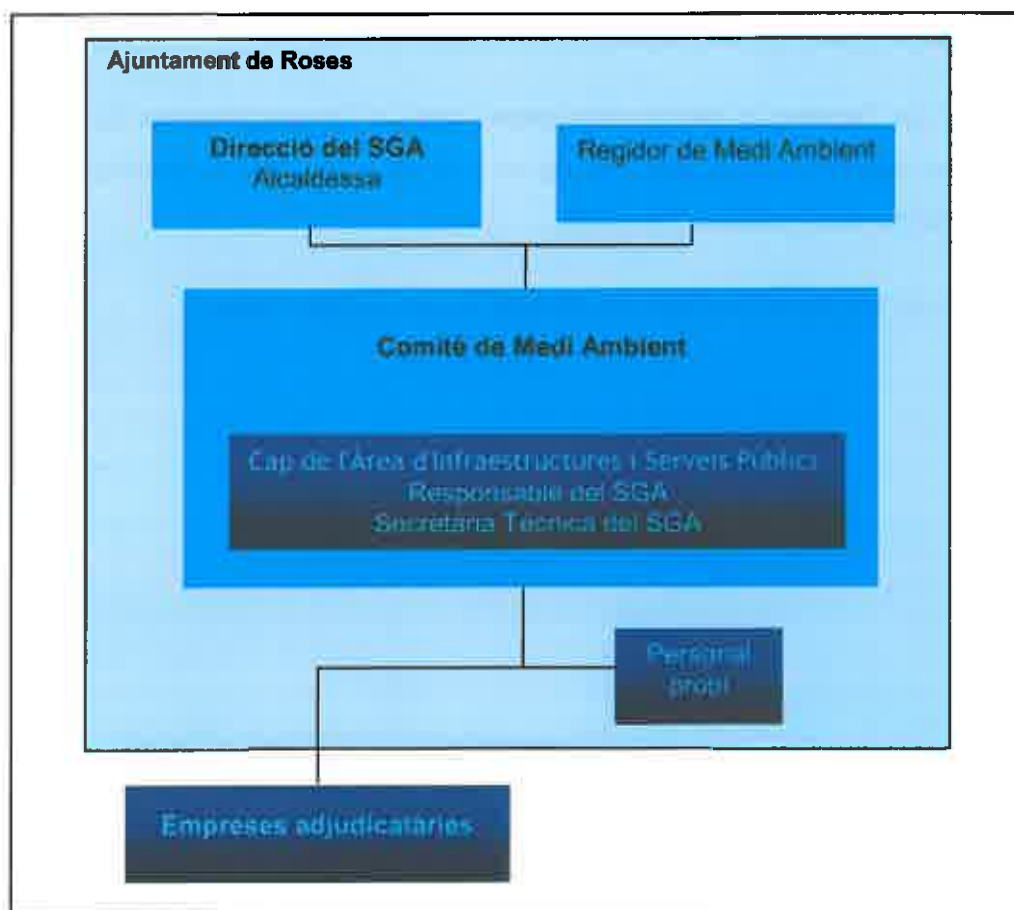 Ajuntament de Roses
Direcció del SGA
Alcaldessa
Regidor de Medi Ambient
Comitè de Medi Ambient
Cap de l'Àrea d'Infraestructures i Serveis Públics
Responsable del SGA
Secretària Tècnica del SGA
Personal
propi
Empreses adjudicatàries